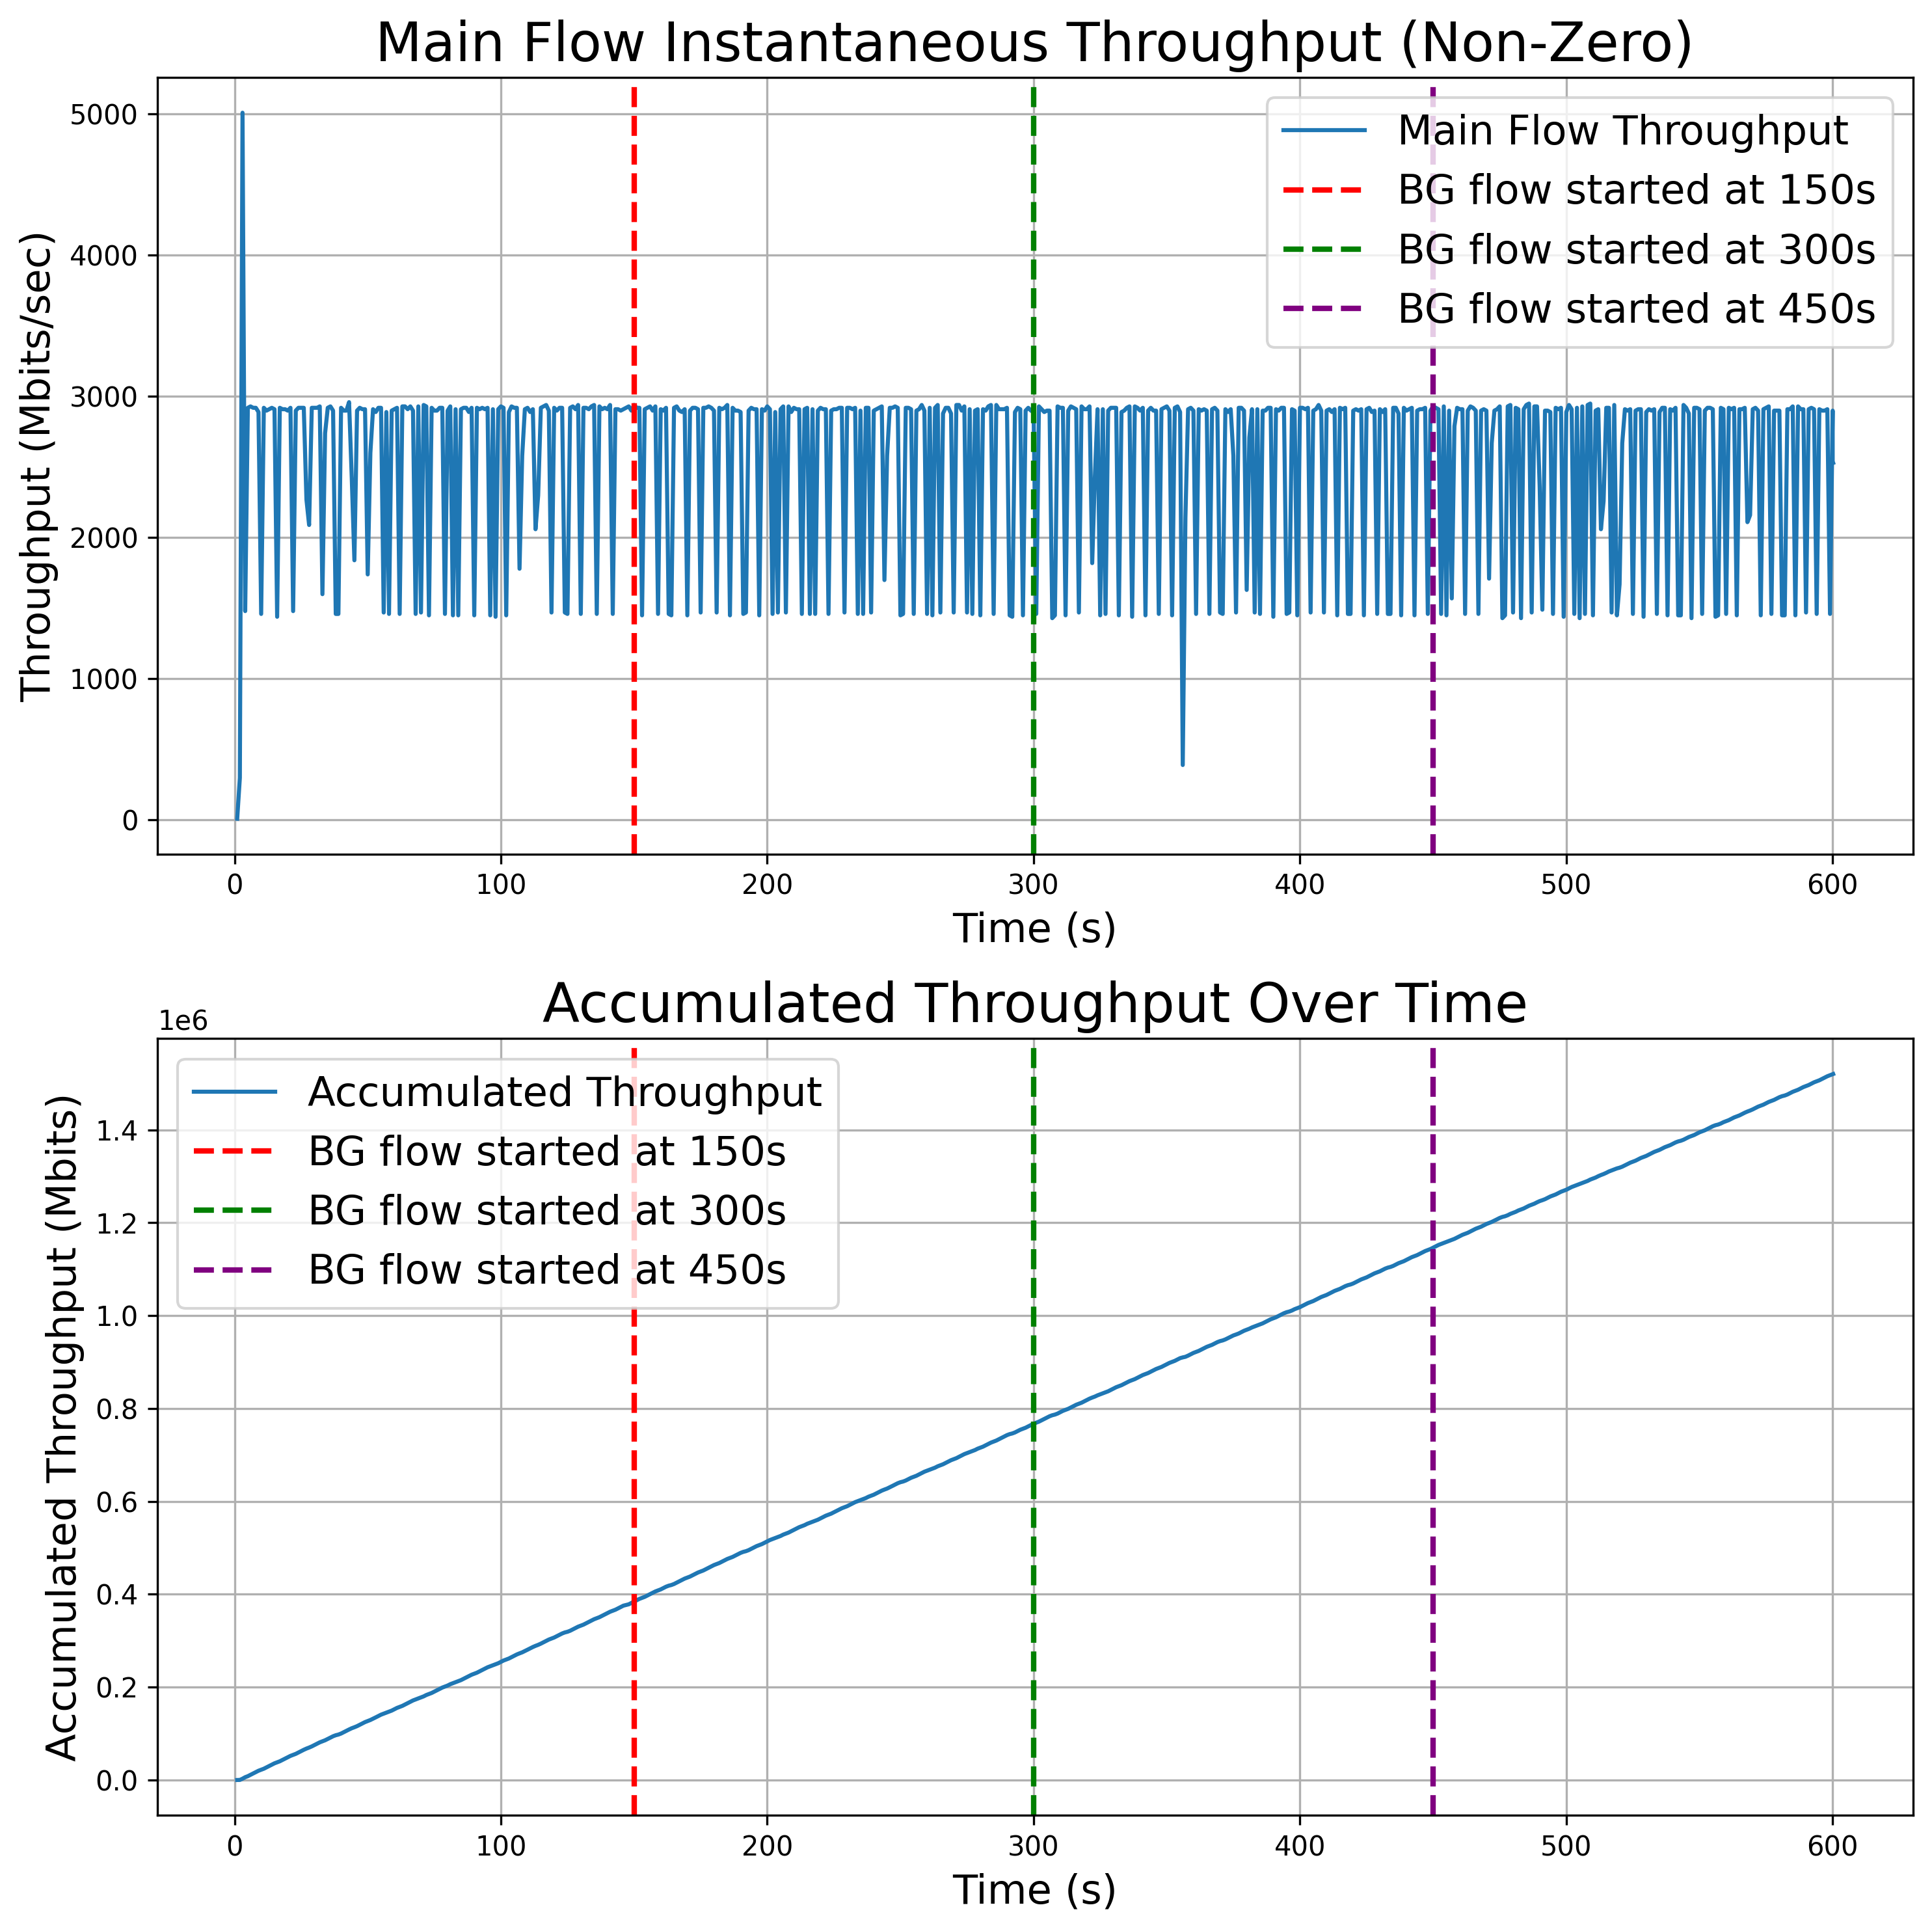 Main Flow Instantaneous Throughput (Non-Zero)
Throughput (Mbits/sec)
5000
4000
3000
2000
1000
0
Main Flow Throughput
BG flow started at 150s
BG flow started at 300s
BG flow started at 450s
0 100 200 300 400 500 600
Time (s)
Accumulated Throughput Over Time
1e6
Accumulated Throughput (Mbits)
1.4
1.2
1.0
0.8
0.6
0.4
0.2
0.0
Accumulated Throughput
BG flow started at 150s
BG flow started at 300s
BG flow started at 450s
0 100 200 300 400 500 600
Time (s)